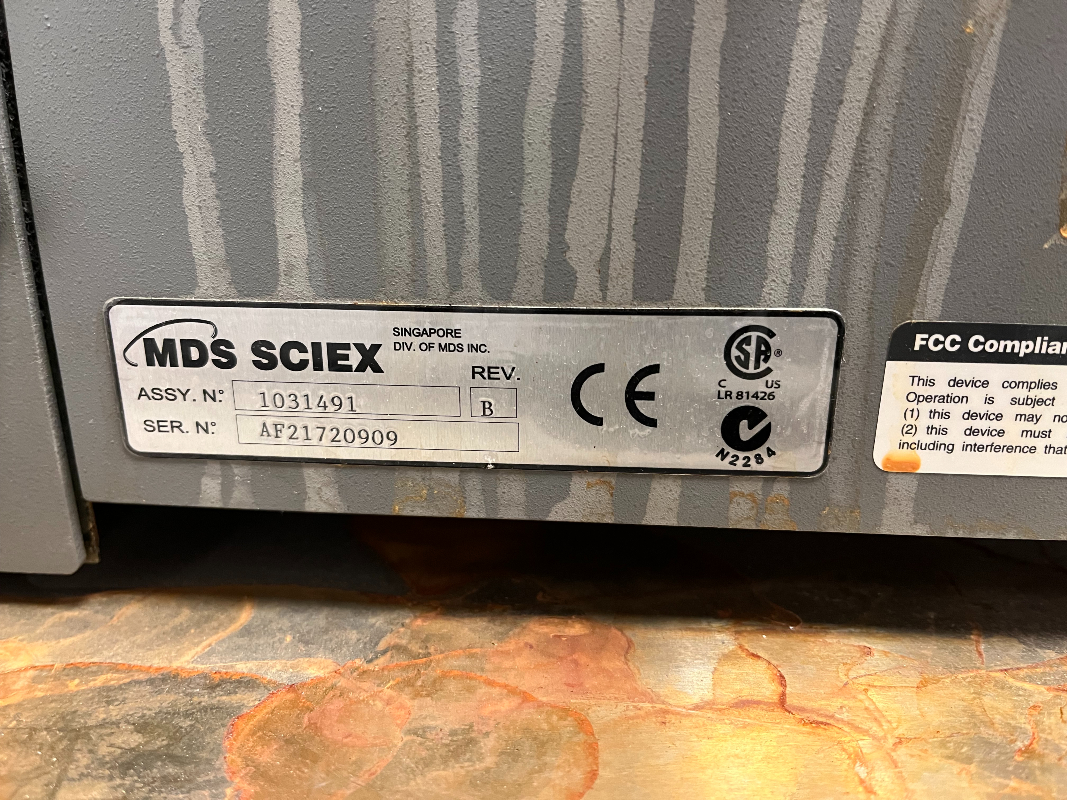 MDS SCIEX
SINGAPORE
DIV. OF MDS INC.
ASSY. N° 1031491
REV. B
SER. N° AF21720909
CE
SA®
C US
LR 81426
N2284
FCC Complian
This device complies
Operation is subject
(1) this device may no
(2) this device must
including interference that